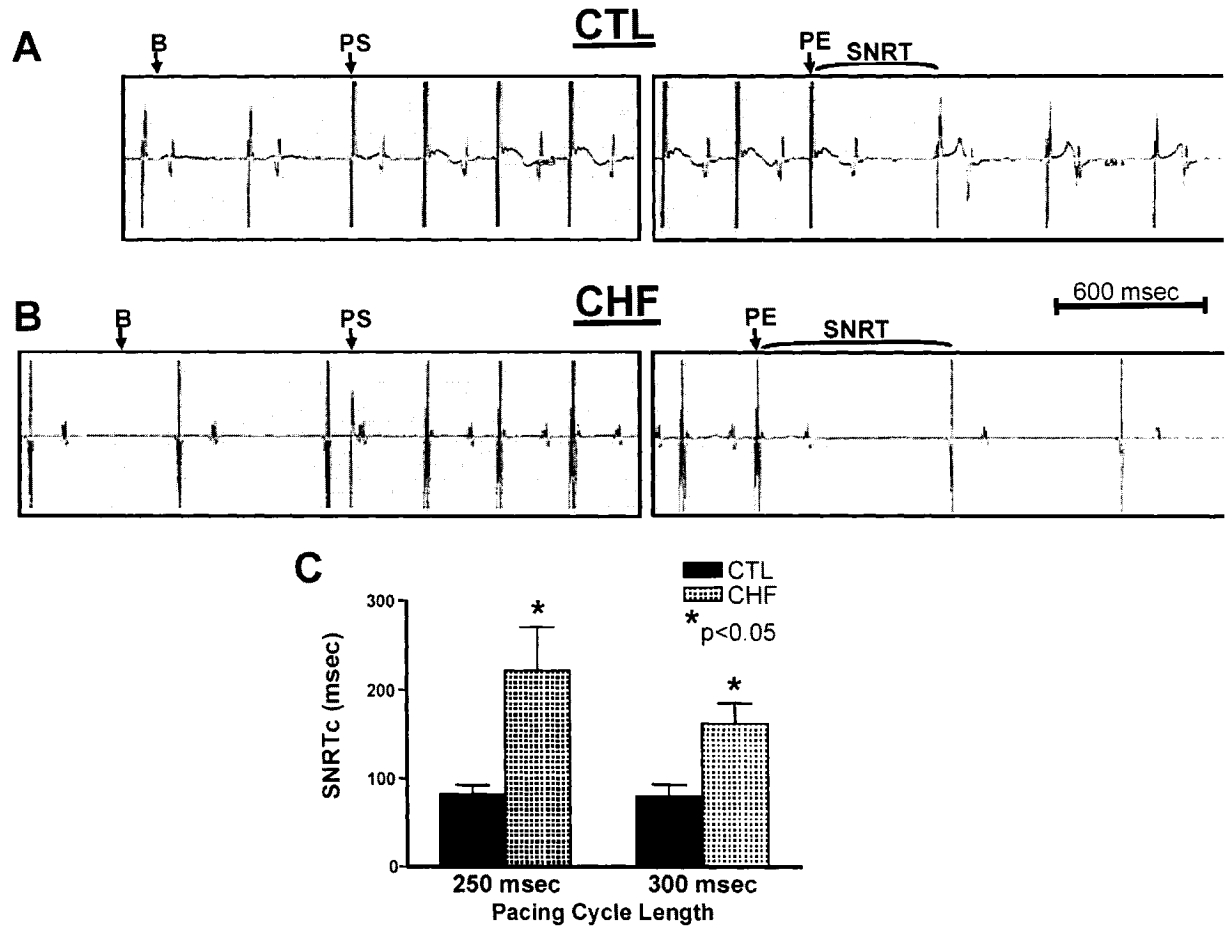 CTL
A
B
PS
PE
SNRT
CHF
600 msec
B
B
PS
PE
SNRT
C
CTL
CHF
* p<0.05
SNRTc (msec)
300
200
100
0
*
*
250 msec
300 msec
Pacing Cycle Length